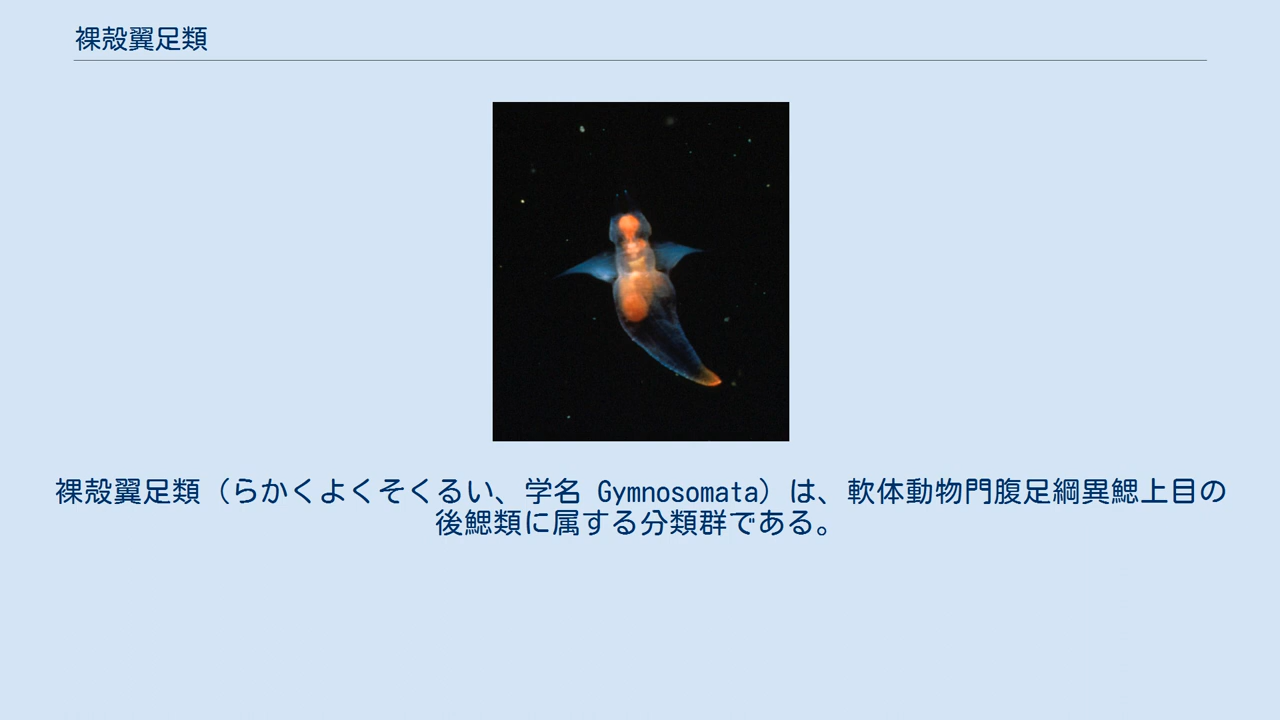 裸殻翼足類
裸殻翼足類（らかくよくそくるい、学名 Gymnosomata）は、軟体動物門腹足綱異鰓上目の
後鰓類に属する分類群である。